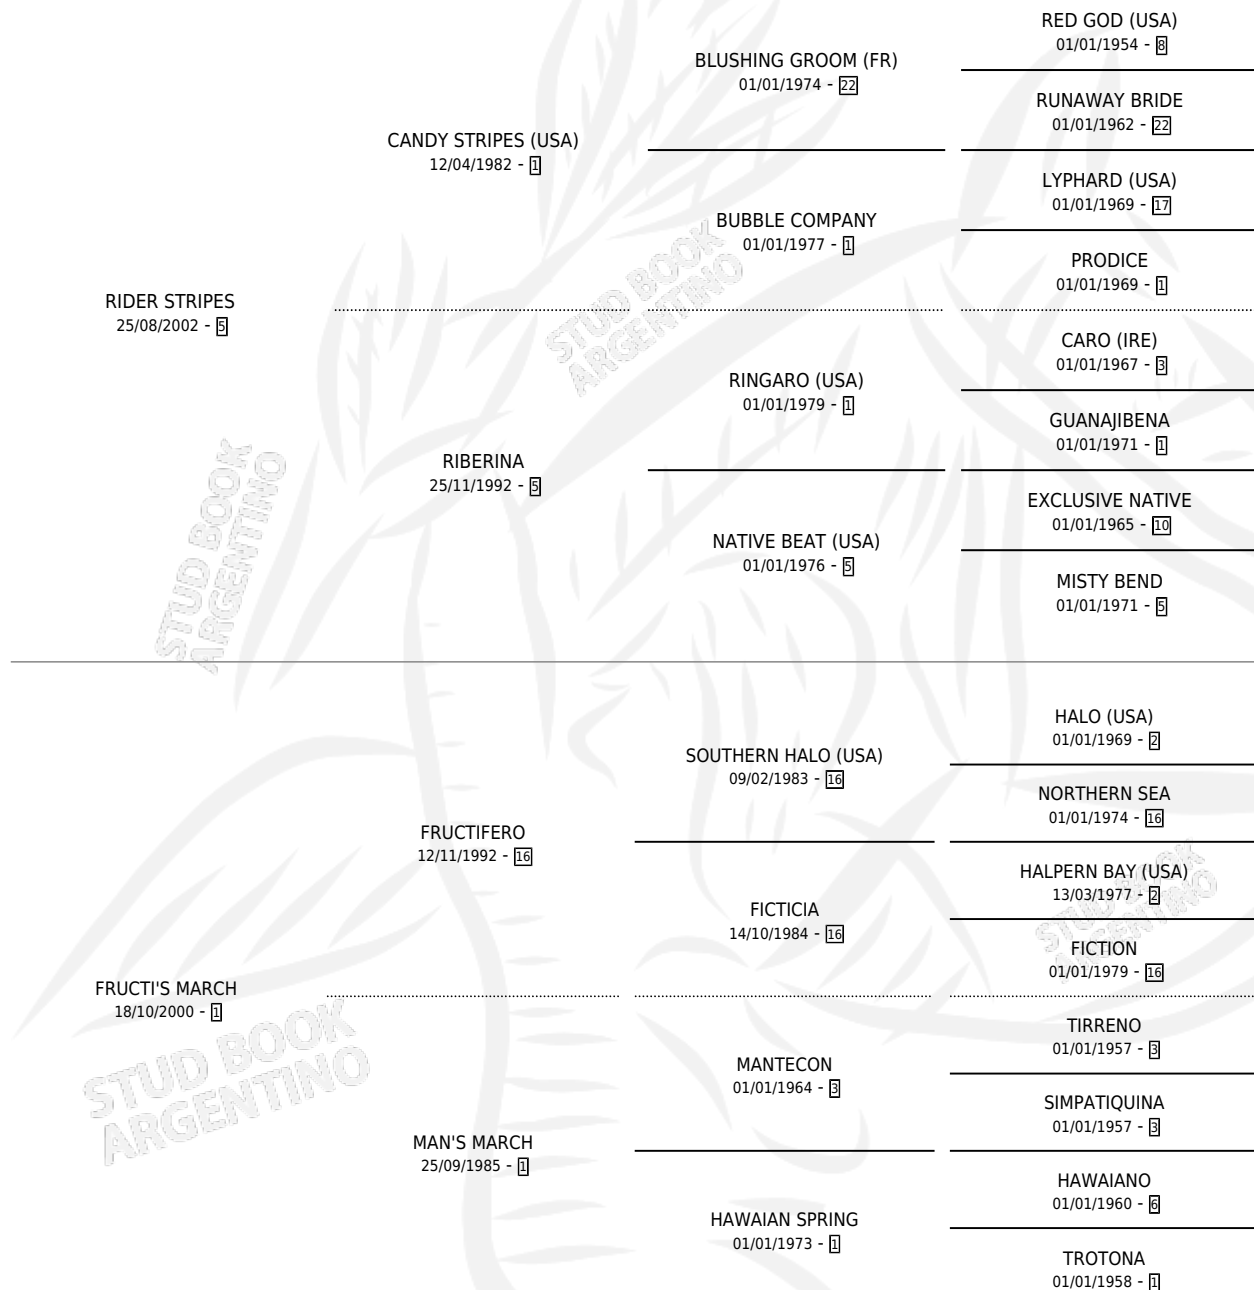 RED GOD (USA)
01/01/1954 - 8
BLUSHING GROOM (FR)
01/01/1974 - 22
RUNAWAY BRIDE
01/01/1962 - 22
CANDY STRIPES (USA)
12/04/1982 - 1
LYPHARD (USA)
01/01/1969 - 17
BUBBLE COMPANY
01/01/1977 - 1
PRODICE
01/01/1969 - 1
RIDER STRIPES
25/08/2002 - 5
STUD BOOK
ARGENTINO
CARO (IRE)
01/01/1967 - 3
RINGARO (USA)
01/01/1979 - 1
GUANAJIBENA
01/01/1971 - 1
RIBERINA
25/11/1992 - 5
EXCLUSIVE NATIVE
01/01/1965 - 10
NATIVE BEAT (USA)
01/01/1976 - 5
MISTY BEND
01/01/1971 - 5
STUD BOOK
ARGENTINO
HALO (USA)
01/01/1969 - 2
SOUTHERN HALO (USA)
09/02/1983 - 16
NORTHERN SEA
01/01/1974 - 16
FRUCTIFERO
12/11/1992 - 16
HALPERN BAY (USA)
13/03/1977 - 2
FICTICIA
14/10/1984 - 16
FICTION
01/01/1979 - 16
STUD BOOK
ARGENTINO
FRUCTI'S MARCH
18/10/2000 - 1
TIRRENO
01/01/1957 - 3
MANTECON
01/01/1964 - 3
SIMPATIQUINA
01/01/1957 - 3
STUD BOOK
ARGENTINO
MAN'S MARCH
25/09/1985 - 1
HAWAIANO
01/01/1960 - 6
HAWAIAN SPRING
01/01/1973 - 1
TROTONA
01/01/1958 - 1